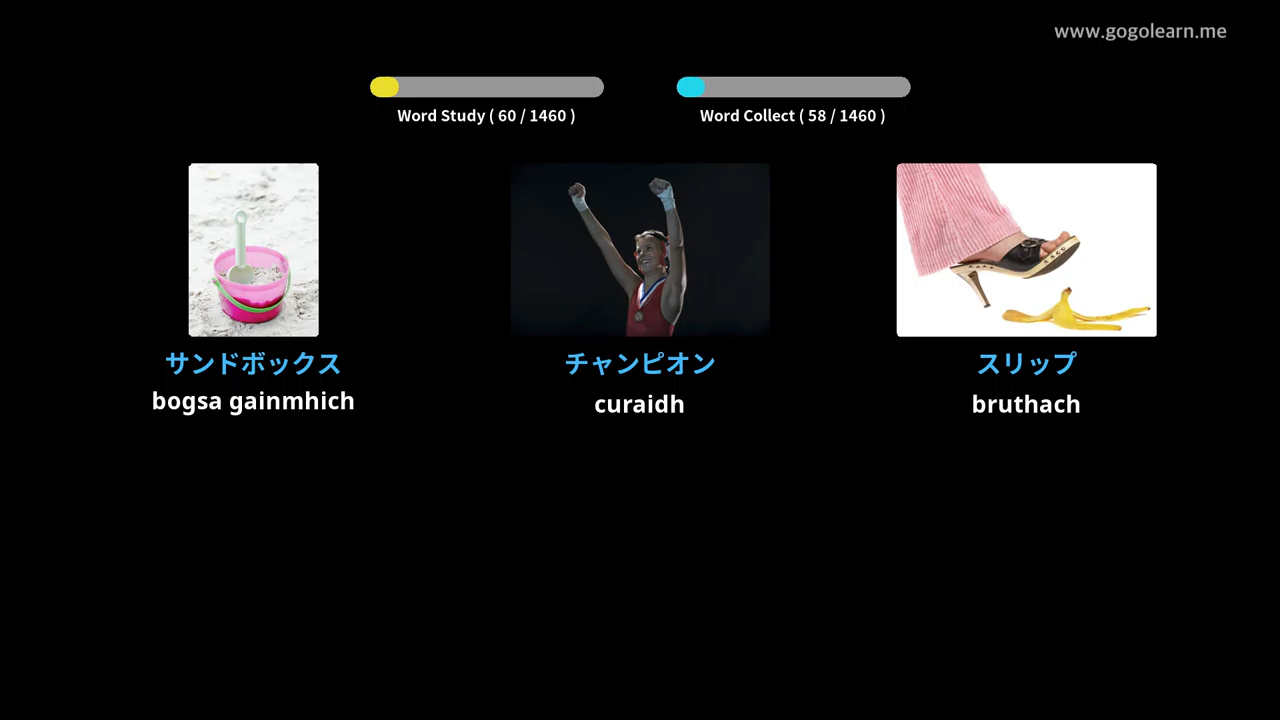 www.gogolearn.me
Word Study ( 60 / 1460 )
Word Collect ( 58 / 1460 )
サンドボックス
bogsa gainmhich
チャンピオン
curaidh
スリップ
bruthach